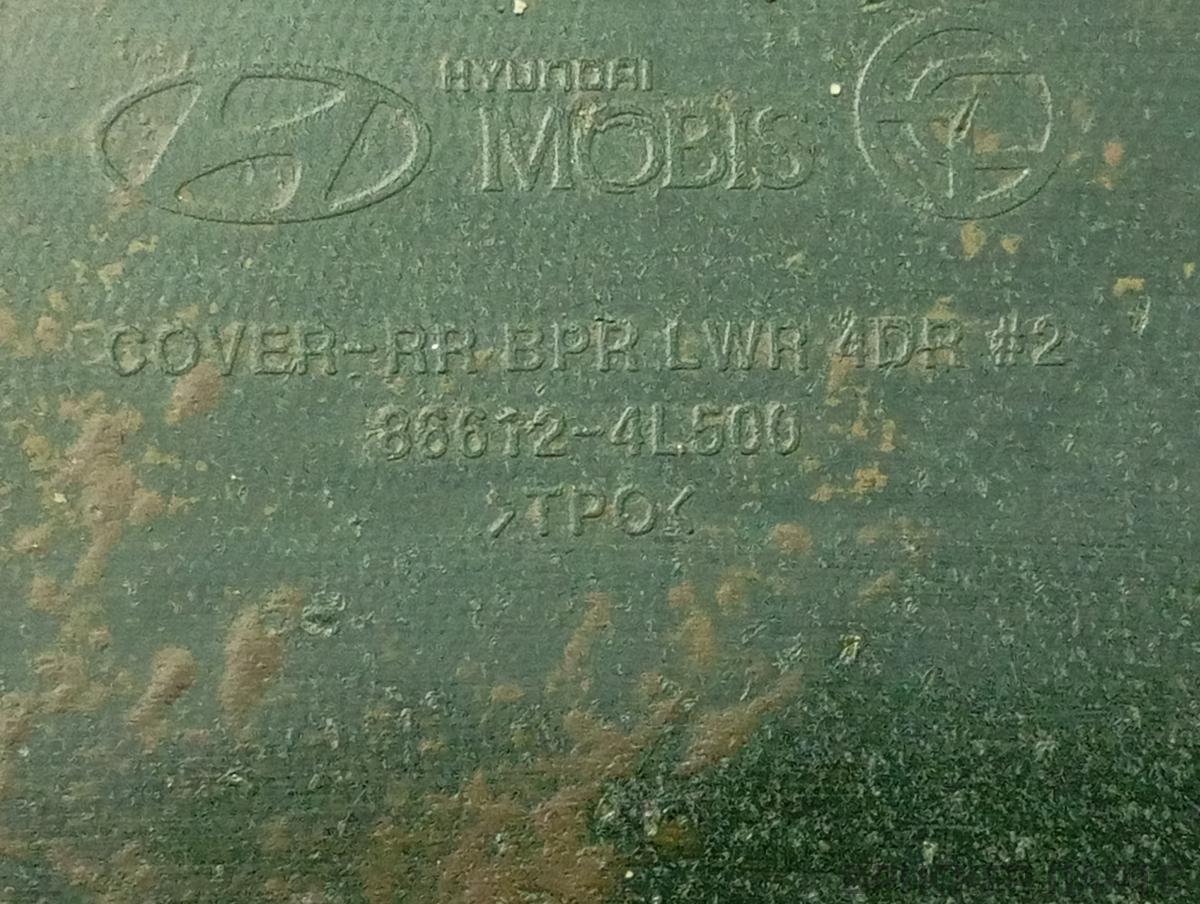 HYUNDAI
MOBIS
COVER-RR BPR LWR 4DR #2
86612-4L500
>TPO<